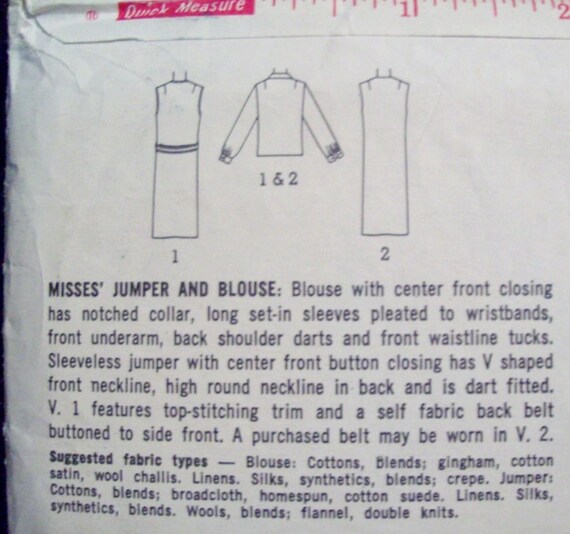 ® Quick Measure 1 2
1 & 2
1 2
MISSES' JUMPER AND BLOUSE: Blouse with center front closing
has notched collar, long set-in sleeves pleated to wristbands,
front underarm, back shoulder darts and front waistline tucks.
Sleeveless jumper with center front button closing has V shaped
front neckline, high round neckline in back and is dart fitted.
V. 1 features top-stitching trim and a self fabric back belt
buttoned to side front. A purchased belt may be worn in V. 2.
Suggested fabric types — Blouse: Cottons, Blends; gingham, cotton
satin, wool challis. Linens. Silks, synthetics, blends; crepe. Jumper:
Cottons, blends; broadcloth, homespun, cotton suede. Linens. Silks,
synthetics, blends. Wools, blends; flannel, double knits.